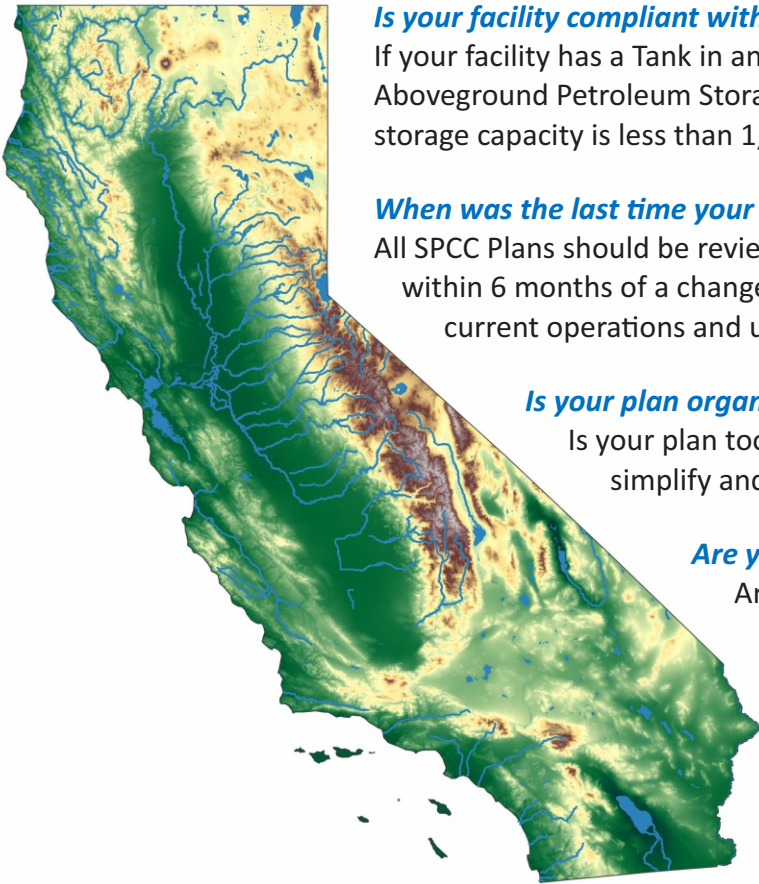 Is your facility compliant with
If your facility has a Tank in an
Aboveground Petroleum Stora
storage capacity is less than 1,
When was the last time your
All SPCC Plans should be revie
within 6 months of a change
current operations and u
Is your plan organ
Is your plan too
simplify and
Are y
Ar